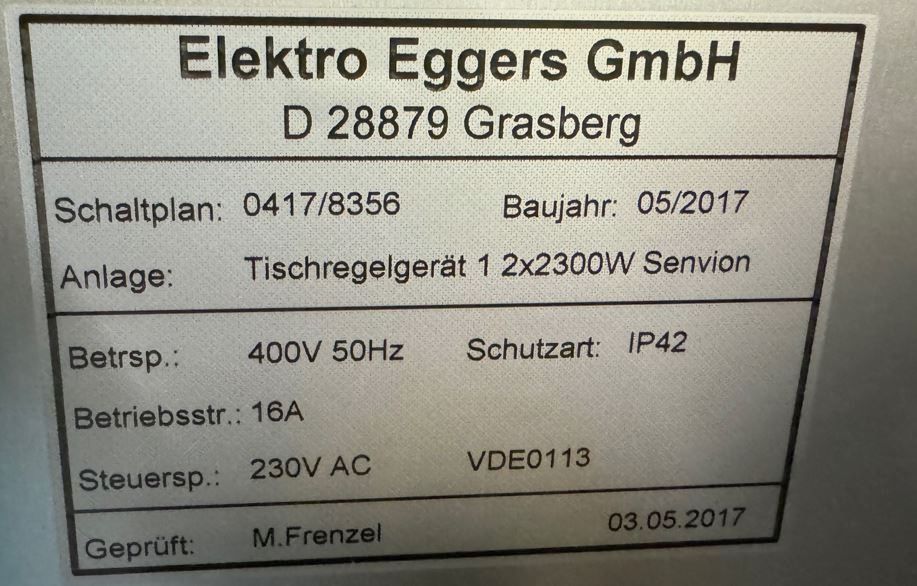 Elektro Eggers GmbH
D 28879 Grasberg
Schaltplan: 0417/8356 Baujahr: 05/2017
Anlage: Tischregelgerät 1 2x2300W Senvion
Betrsp.: 400V 50Hz Schutzart: IP42
Betriebsstr.: 16A
Steuersp.: 230V AC VDE0113
Geprüft: M.Frenzel 03.05.2017